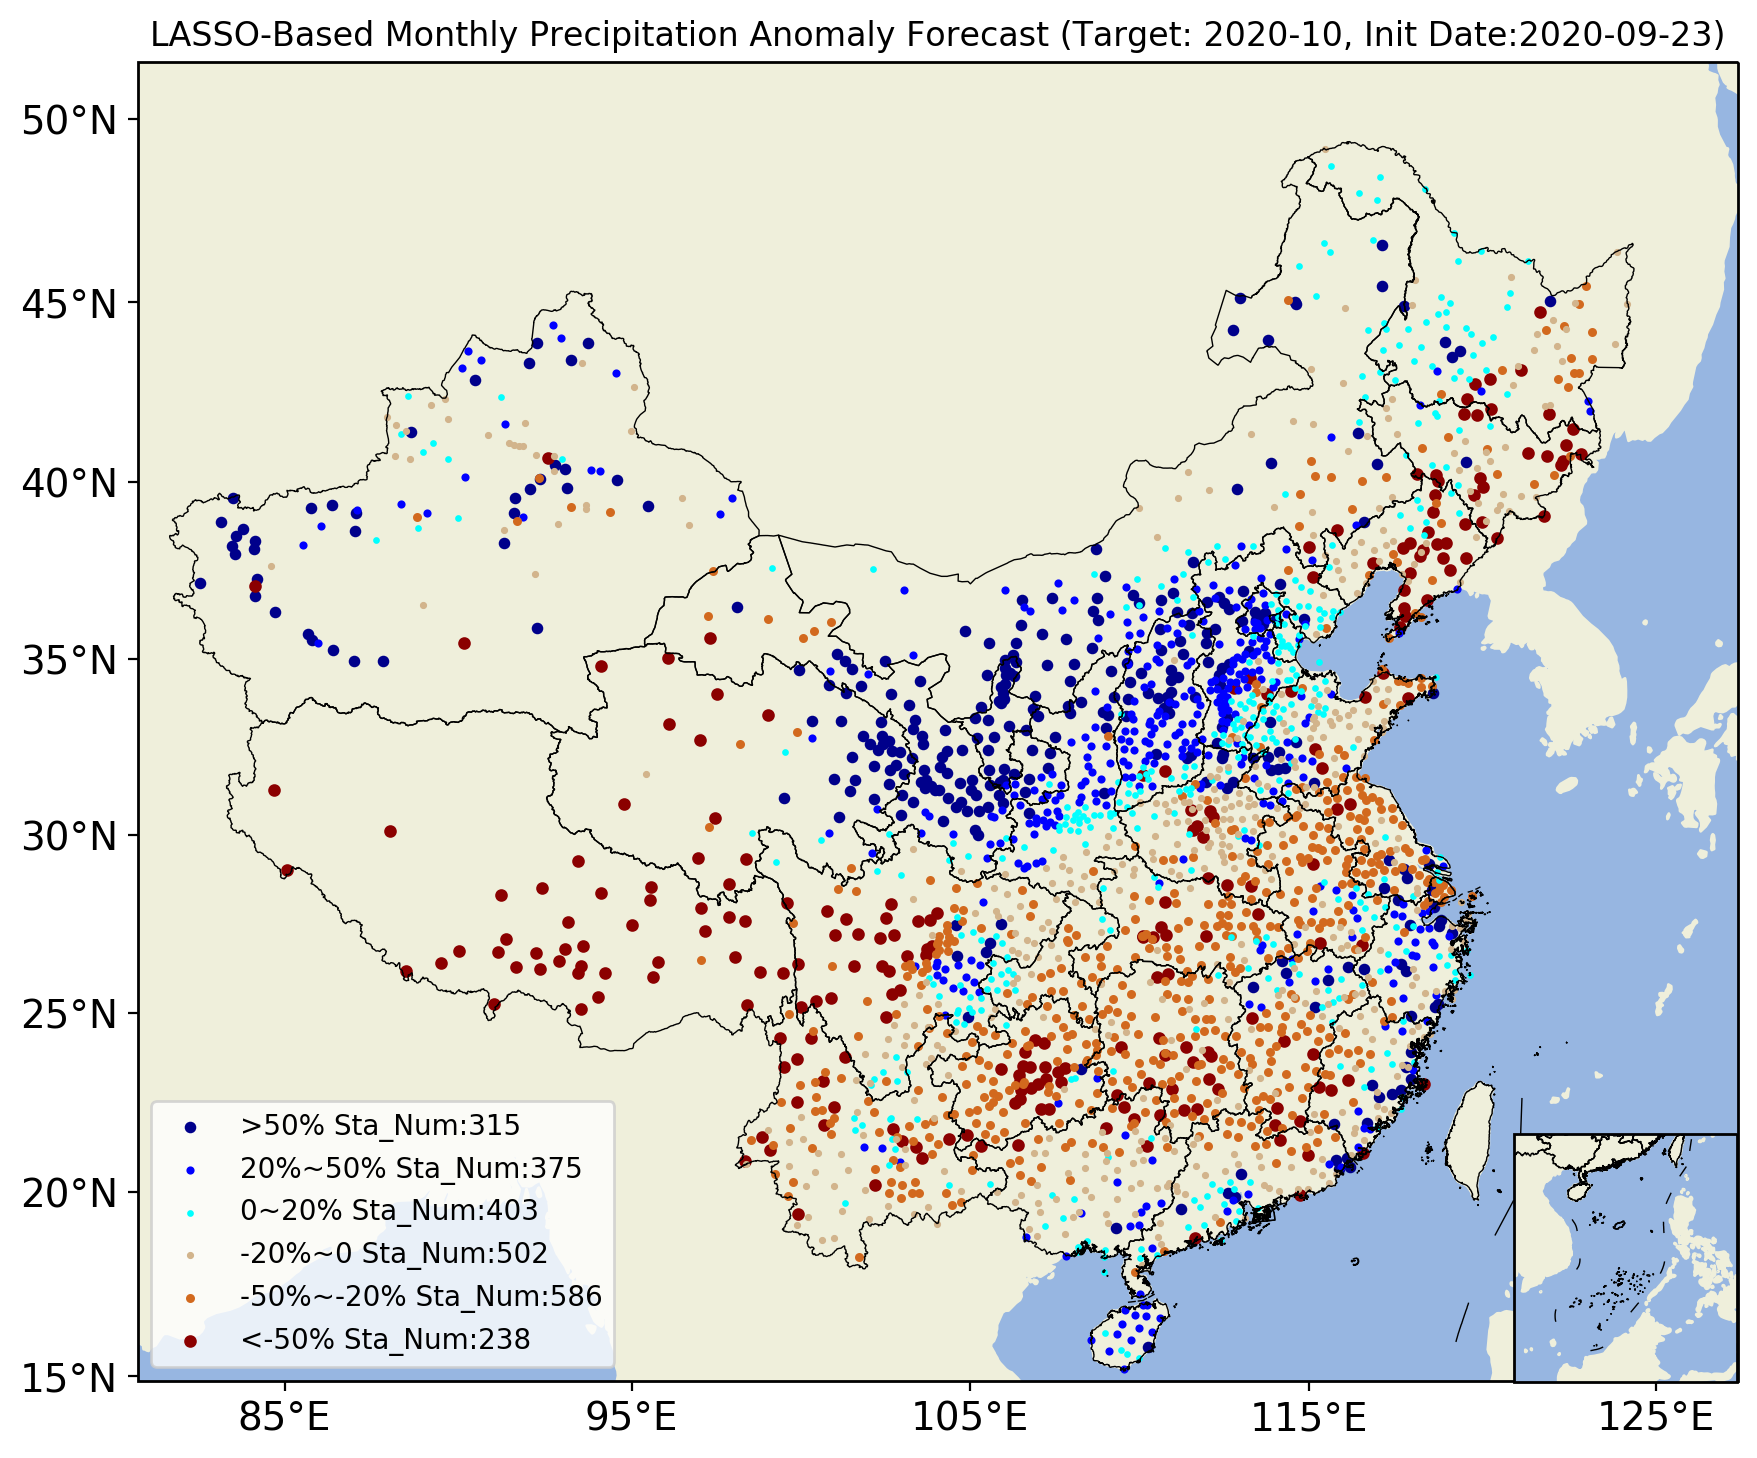 LASSO-Based Monthly Precipitation Anomaly Forecast (Target: 2020-10, Init Date:2020-09-23)
50°N
45°N
40°N
35°N
30°N
25°N
20°N
15°N
>50% Sta_Num:315
20%~50% Sta_Num:375
0~20% Sta_Num:403
-20%~0 Sta_Num:502
-50%~-20% Sta_Num:586
<-50% Sta_Num:238
85°E
95°E
105°E
115°E
125°E